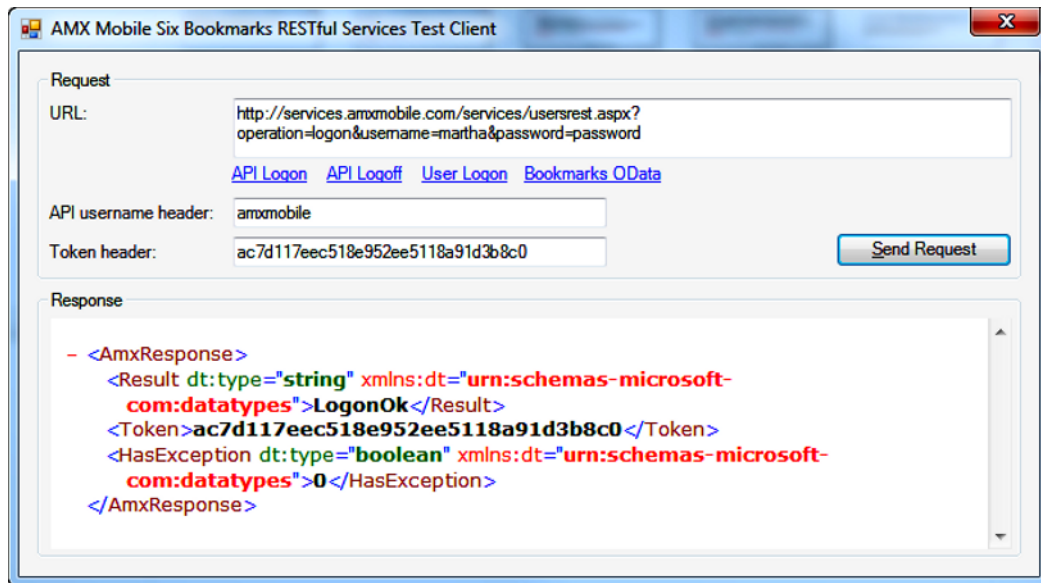 AMX Mobile Six Bookmarks RESTful Services Test Client
Request
URL:
http://services.amxmobile.com/services/usersrest.aspx?
operation=logon&username=martha&password=password
API Logon API Logoff User Logon Bookmarks OData
API username header: amxmobile
Token header: ac7d117eec518e952ee5118a91d3b8c0 Send Request
Response
- <AmxResponse>
<Result dt:type="string" xmlns:dt="urn:schemas-microsoft-
com:datatypes">LogonOk</Result>
<Token>ac7d117eec518e952ee5118a91d3b8c0</Token>
<HasException dt:type="boolean" xmlns:dt="urn:schemas-microsoft-
com:datatypes">0</HasException>
</AmxResponse>